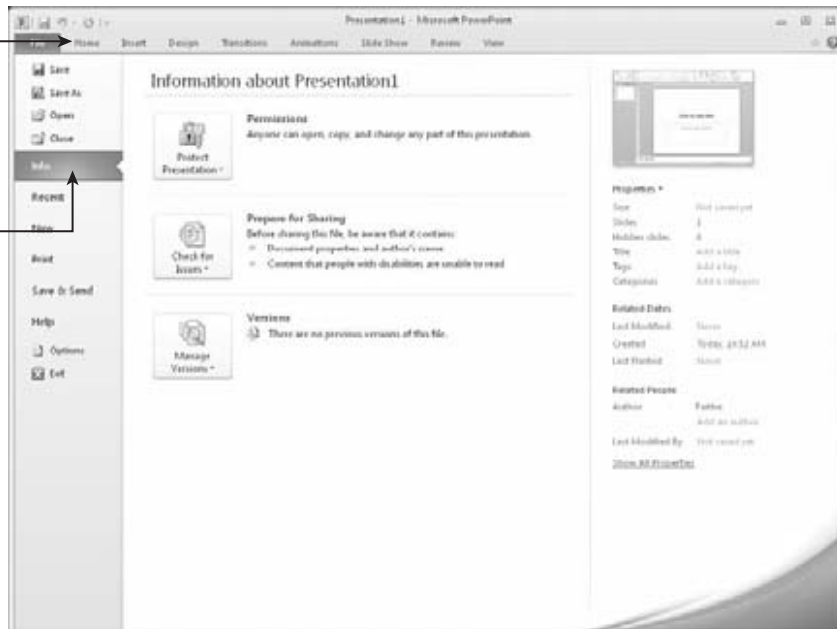 Presentation1 - Microsoft PowerPoint
File Home Insert Design Transitions Animations Slide Show Review View
Save
Save As
Open
Close
Info
Recent
New
Print
Save & Send
Help
Options
Exit
Information about Presentation1
Protect
Presentation
Permissions
Anyone can open, copy, and change any part of this presentation.
Check for
Issues
Prepare for Sharing
Before sharing this file, be aware that it contains:
Document properties and author's name
Content that people with disabilities are unable to read
Manage
Versions
Versions
There are no previous versions of this file.
Properties
Size Not saved yet
Slides 1
Hidden slides 0
Title Add a title
Tags Add a tag
Categories Add a category
Related Dates
Last Modified Never
Created Today, AM
Last Printed Never
Related People
Author
Add an author
Last Modified By Not saved yet
Show All Properties